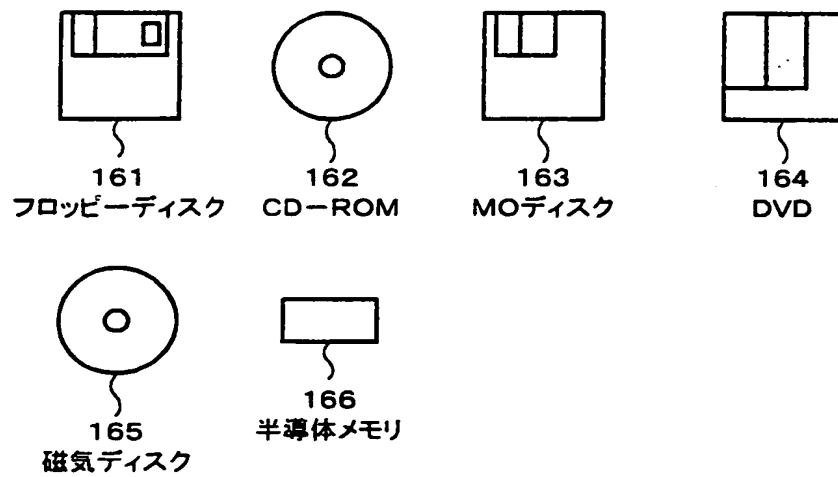 161
フロッピーディスク
162
CD-ROM
163
MOディスク
164
DVD
165
磁気ディスク
166
半導体メモリ